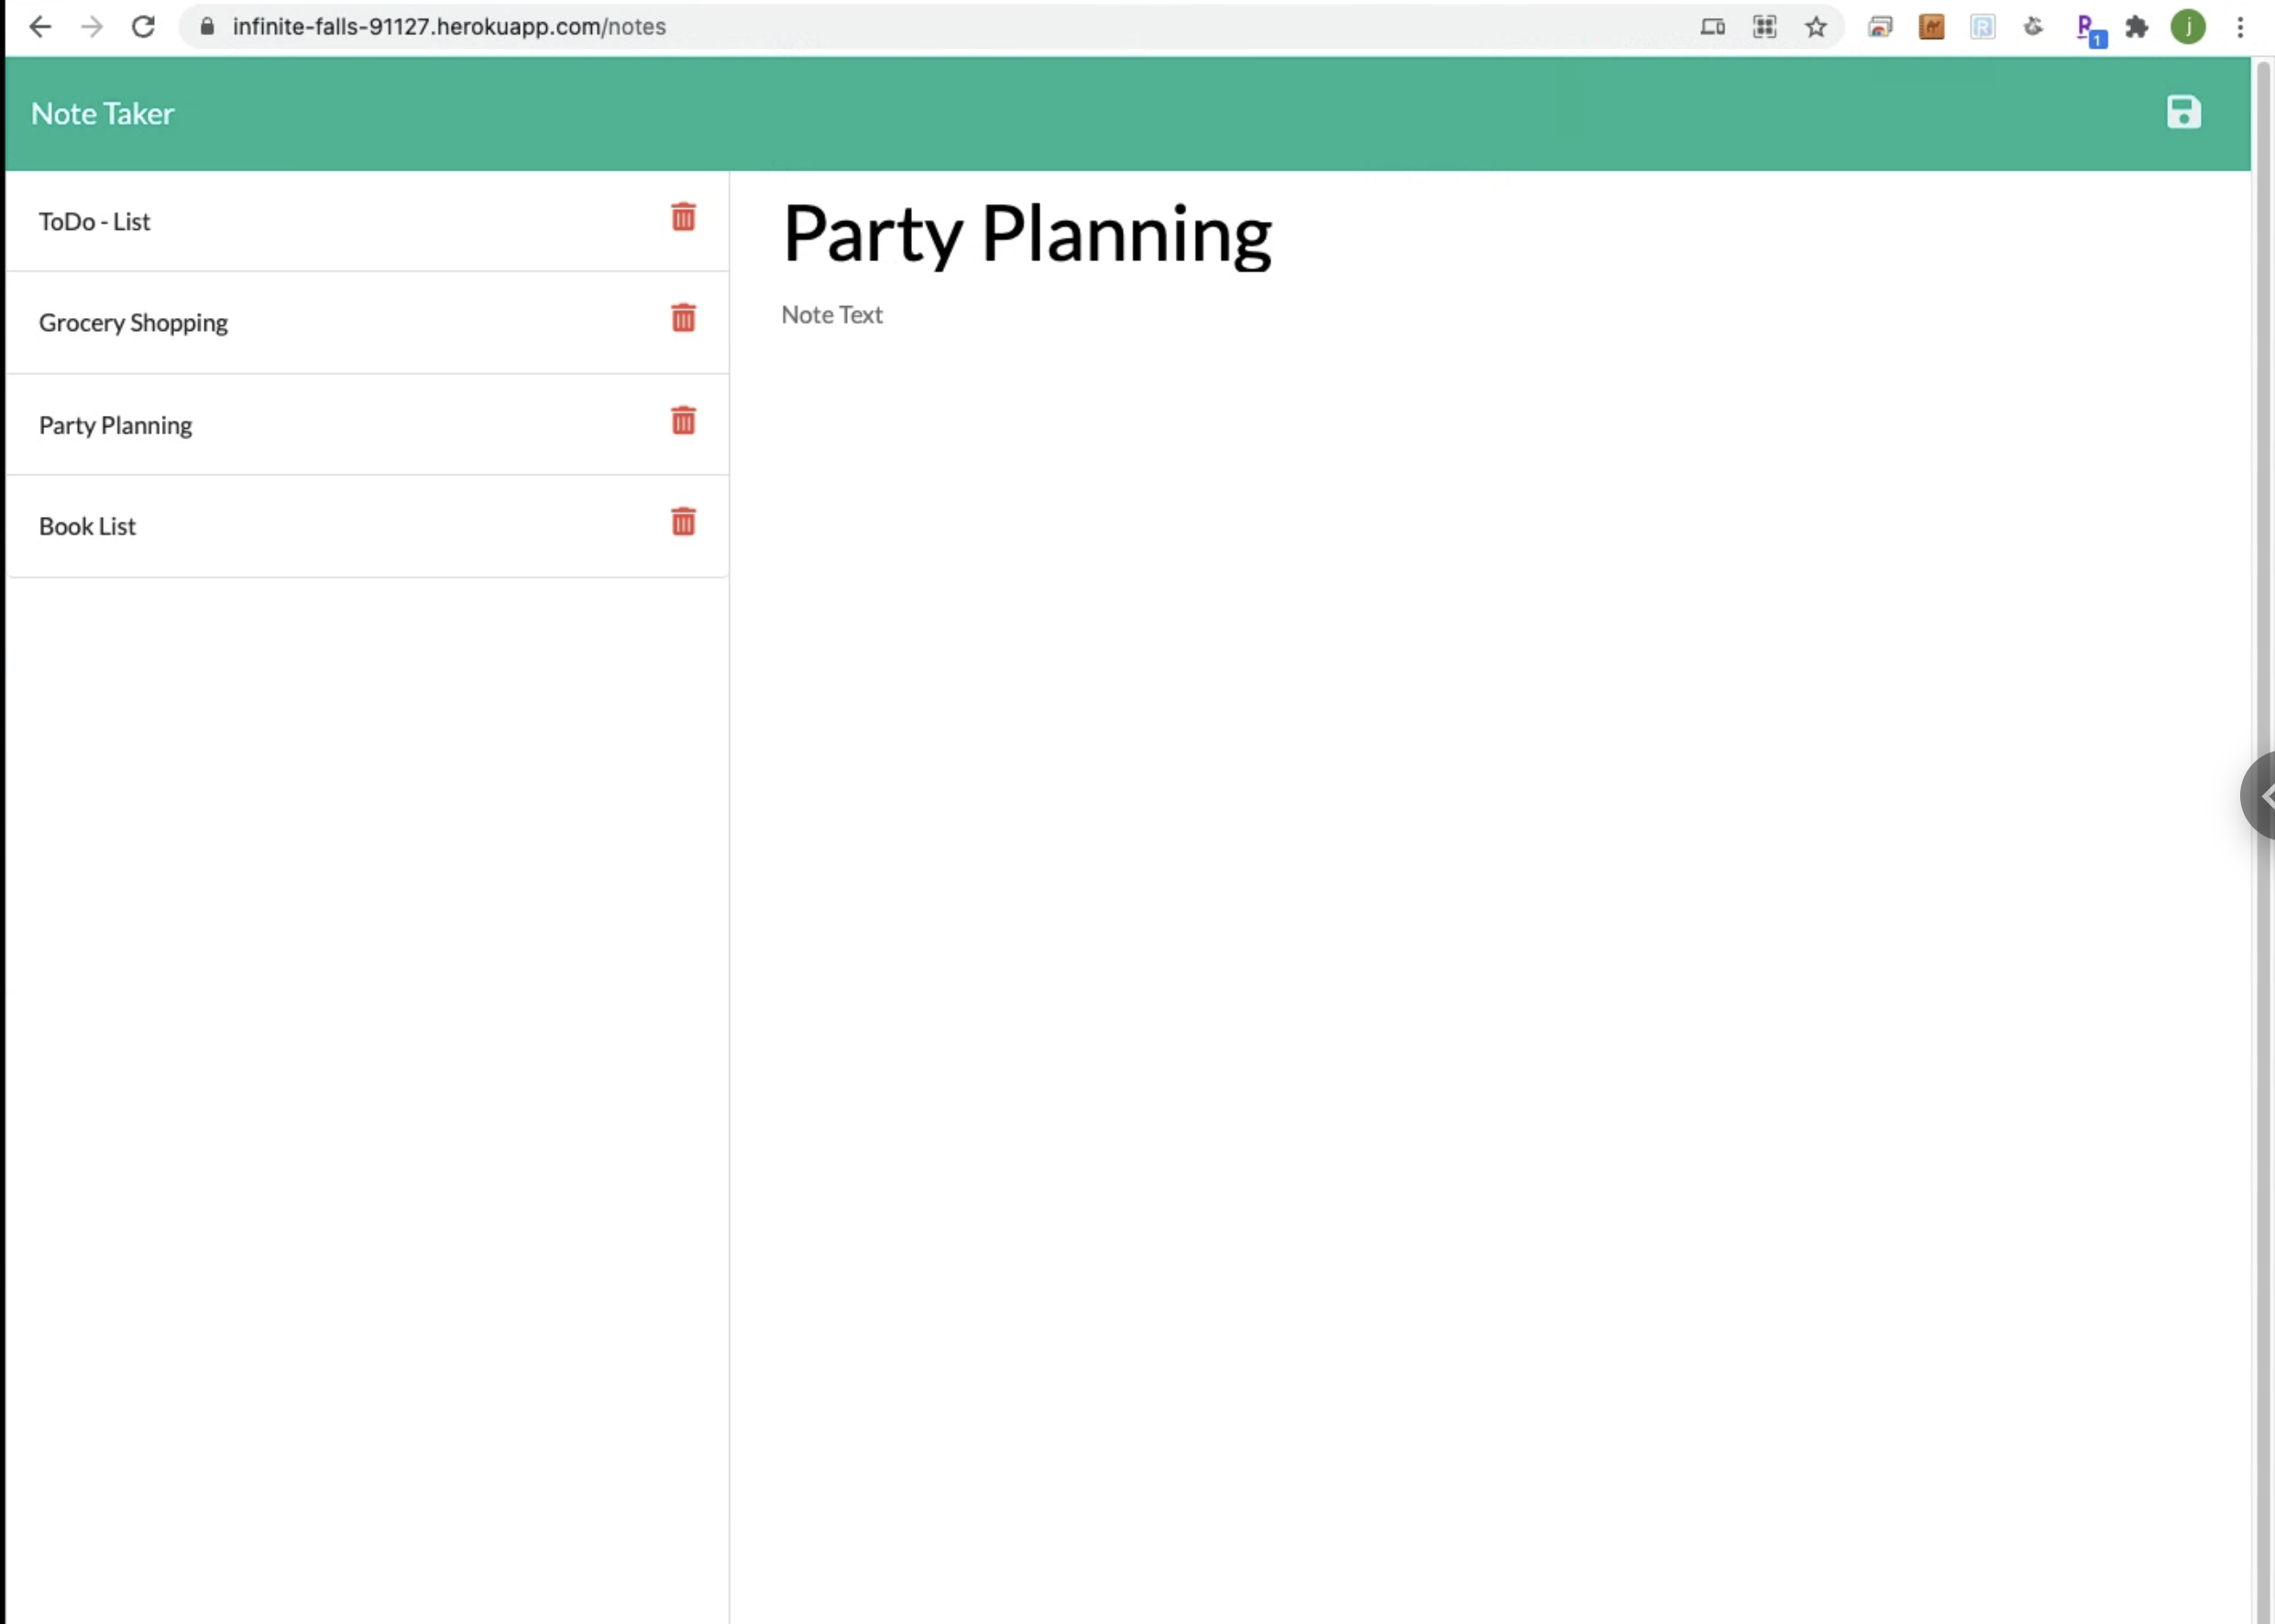 infinite-falls-91127.herokuapp.com/notes
R 1
j
Note Taker
ToDo - List
Grocery Shopping
Party Planning
Book List
Party Planning
Note Text